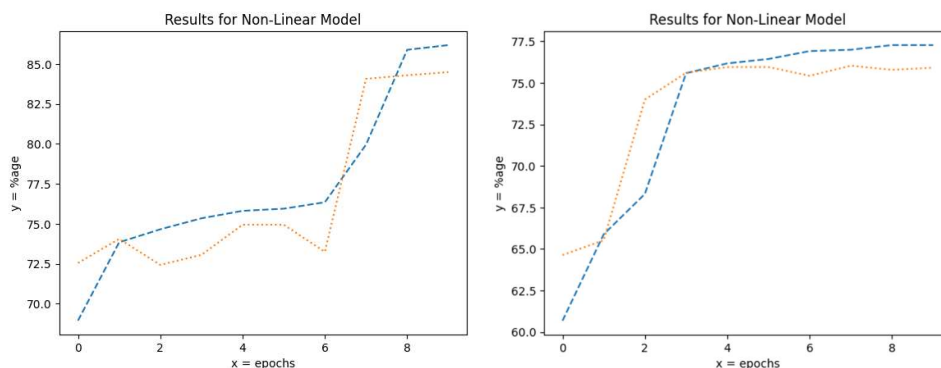 Results for Non-Linear Model
85.0
82.5
80.0
77.5
75.0
72.5
70.0
y = %age
0 2 4 6 8
x = epochs
Results for Non-Linear Model
77.5
75.0
72.5
70.0
67.5
65.0
62.5
60.0
y = %age
0 2 4 6 8
x = epochs